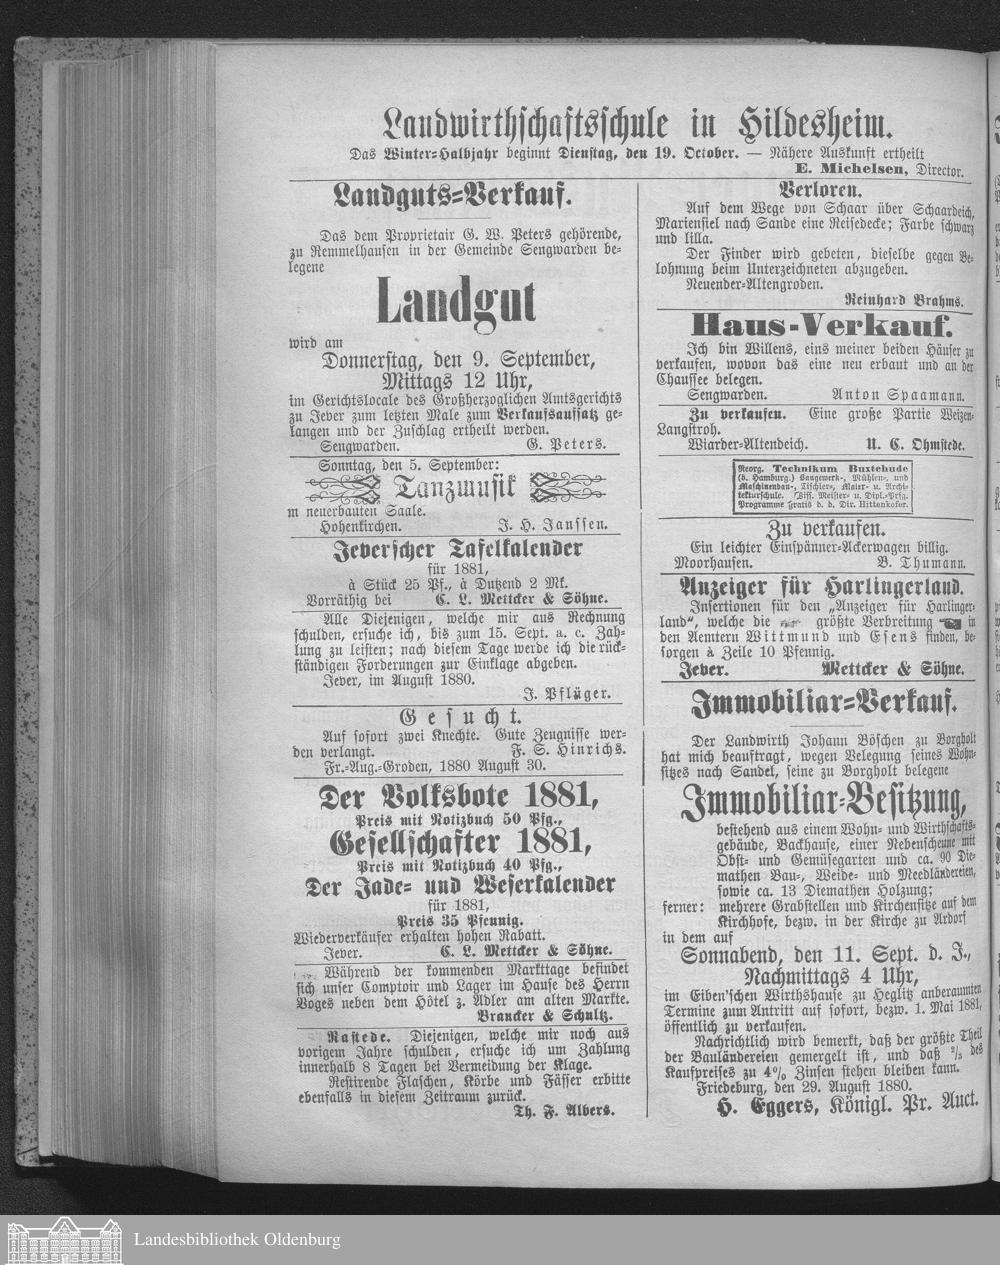 Landwirthschaftsschule in Hildesheim.
Das Winter-Halbjahr beginnt Dienstag, den 19. October. — Nähere Auskunft ertheilt
E. Michelsen, Director.
Landguts-Verkauf.
Das dem Proprietair G. W. Peters gehörende,
zu Remmelhausen in der Gemeinde Sengwarden be-
legene
Landgut
wird am
Donnerstag, den 9. September,
Mittags 12 Uhr,
im Gerichtslocale des Großherzoglichen Amtsgerichts
zu Jever zum letzten Male zum Verkaufsaufsatz ge-
langen und der Zuschlag ertheilt werden.
Sengwarden. G. Peters.
Sonntag, den 5. September:
Tanzmusik
m neuerbauten Saale.
Hohenkirchen. J. H. Janssen.
Jeverscher Tafelkalender
für 1881,
à Stück 25 Pf., à Dutzend 2 Mk.
Vorräthig bei C. L. Mettcker & Söhne.
Alle Diejenigen, welche mir aus Rechnung
schulden, ersuche ich, bis zum 15. Sept. a. c. Zah-
lung zu leisten; nach diesem Tage werde ich die rück-
ständigen Forderungen zur Einklage abgeben.
Jever, im August 1880.
J. Pflüger.
Gesucht.
Auf sofort zwei Knechte. Gute Zeugnisse wer-
den verlangt. F. S. Hinrichs.
Fr.-Aug.-Groden, 1880 August 30.
Der Volksbote 1881,
Preis mit Notizbuch 50 Pfg.,
Gesellschafter 1881,
Preis mit Notizbuch 40 Pfg.,
Der Jade- und Weserkalender
für 1881,
Preis 35 Pfennig.
Wiederverkäufer erhalten hohen Rabatt.
Jever. C. L. Mettcker & Söhne.
Während der kommenden Markttage befindet
sich unser Comptoir und Lager im Hause des Herrn
Voges neben dem Hôtel z. Adler am alten Markte.
Brancker & Schultz.
Rastede. Diejenigen, welche mir noch aus
vorigem Jahre schulden, ersuche ich um Zahlung
innerhalb 8 Tagen bei Vermeidung der Klage.
Restirende Flaschen, Körbe und Fässer erbitte
ebenfalls in diesem Zeitraum zurück.
Th. F. Albers.
Verloren.
Auf dem Wege von Schaar über Schaardeich,
Mariensiel nach Sande eine Reisedecke; Farbe schwarz
und lilla.
Der Finder wird gebeten, dieselbe gegen Be-
lohnung beim Unterzeichneten abzugeben.
Neuender-Altengroden.
Reinhard Brahms.
Haus-Verkauf.
Ich bin Willens, eins meiner beiden Häuser zu
verkaufen, wovon das eine neu erbaut und an der
Chaussee belegen.
Sengwarden. Anton Spaamann.
Zu verkaufen. Eine große Partie Weizen-
Langstroh.
Wiarder-Altendeich. U. C. Ohmstede.
Reorg. Technikum Buxtehude
(b. Hamburg.) Baugewerk-, Mühlen-, und
Maschinenbau-, Tischler-, Maler- u. Archi-
tekturschule. Diff. Meister- u. Dipl.-Prfg.
Programme gratis d. d. Dir. Hittenkofer.
Zu verkaufen.
Ein leichter Einspänner-Ackerwagen billig.
Moorhausen. B. Thumann.
Anzeiger für Harlingerland.
Insertionen für den „Anzeiger für Harlinger-
land“, welche die größte Verbreitung in
den Aemtern Wittmund und Esens finden, be-
sorgen à Zeile 10 Pfennig.
Jever. Mettcker & Söhne.
Immobiliar-Verkauf.
Der Landwirth Johann Böschen zu Borgholt
hat mich beauftragt, wegen Belegung seines Wohn-
sitzes nach Sandel, seine zu Borgholt belegene
Immobiliar-Besitzung,
bestehend aus einem Wohn- und Wirthschafts-
gebäude, Backhause, einer Nebenscheune mit
Obst- und Gemüsegarten und ca. 90 Die-
mathen Bau-, Weide- und Meedländereien,
sowie ca. 13 Diemathen Holzung;
ferner: mehrere Grabstellen und Kirchensitze auf dem
Kirchhofe, bezw. in der Kirche zu Ardorf
in dem auf
Sonnabend, den 11. Sept. d. J.,
Nachmittags 4 Uhr,
im Eiben'schen Wirthshause zu Heglitz anberaumten
Termine zum Antritt auf sofort, bezw. 1. Mai 1881,
öffentlich zu verkaufen.
Nachrichtlich wird bemerkt, daß der größte Theil
der Bauländereien gemergelt ist, und daß ²/₃ des
Kaufpreises zu 4% Zinsen stehen bleiben kann.
Friedeburg, den 29. August 1880.
H. Eggers, Königl. Pr. Auct.
Landesbibliothek Oldenburg